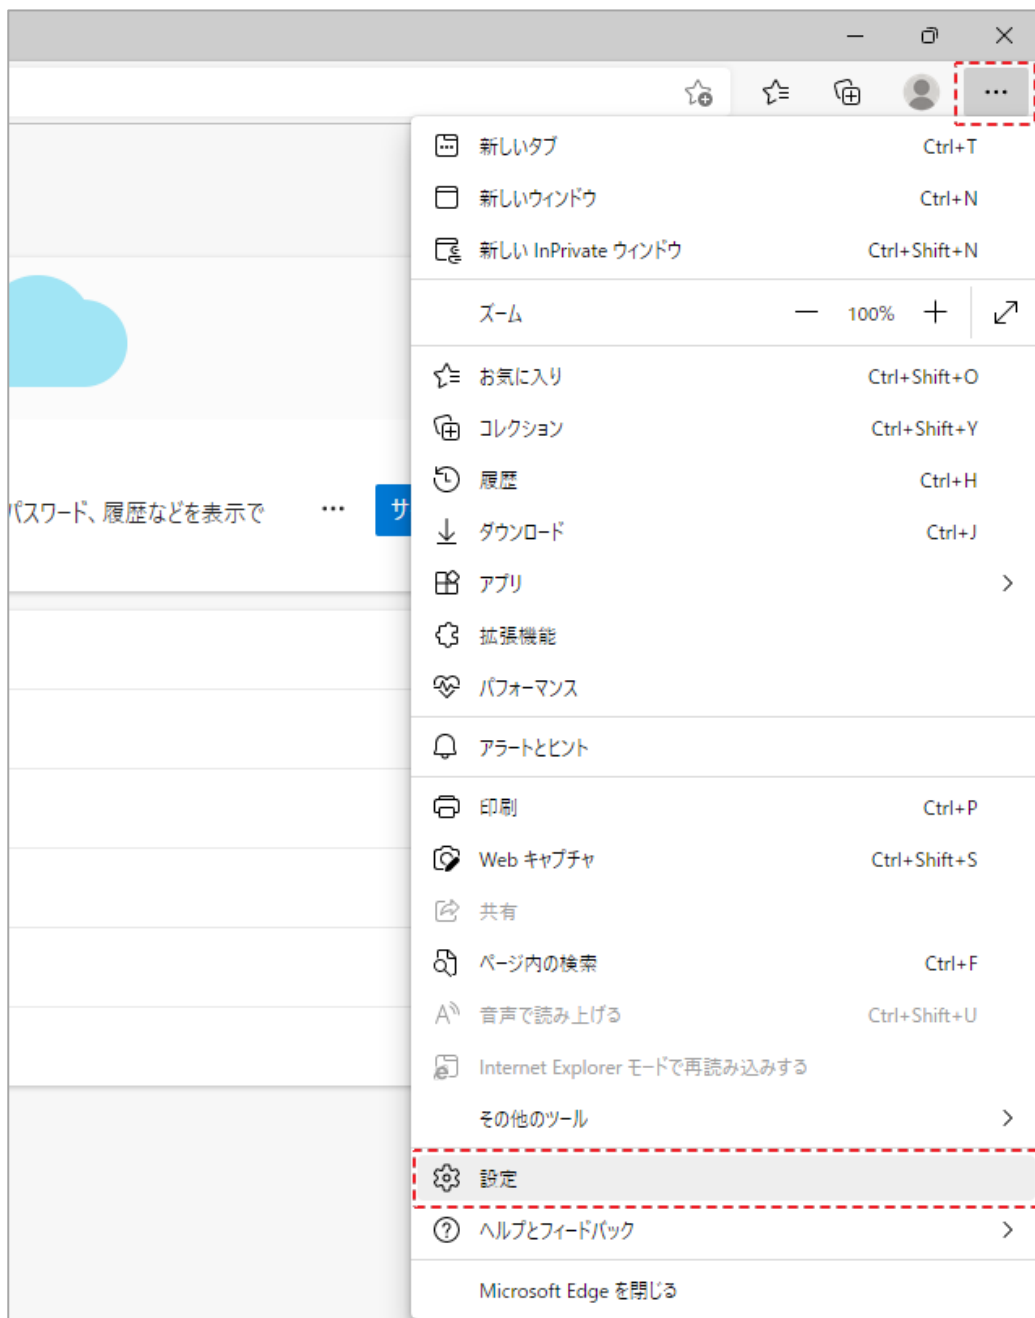 新しいタブ Ctrl+T
新しいウィンドウ Ctrl+N
新しい InPrivate ウィンドウ Ctrl+Shift+N
ズーム 100%
お気に入り Ctrl+Shift+O
コレクション Ctrl+Shift+Y
履歴 Ctrl+H
パスワード、履歴などを表示で ... サ
ダウンロード Ctrl+J
アプリ
拡張機能
パフォーマンス
アラートとヒント
印刷 Ctrl+P
Web キャプチャ Ctrl+Shift+S
共有
ページ内の検索 Ctrl+F
音声で読み上げる Ctrl+Shift+U
Internet Explorer モードで再読み込みする
その他のツール
設定
ヘルプとフィードバック
Microsoft Edge を閉じる